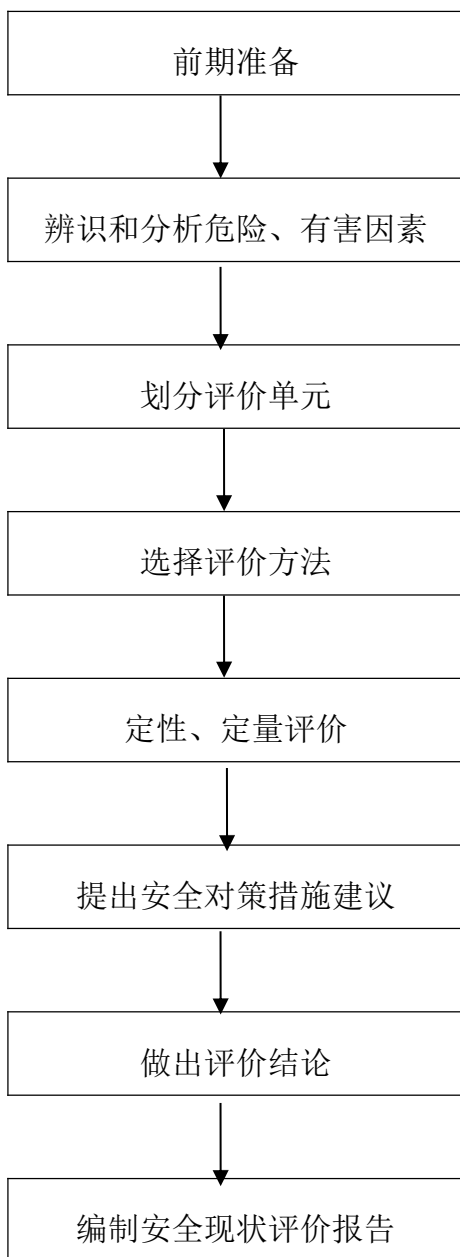 前期准备
辨识和分析危险、有害因素
划分评价单元
选择评价方法
定性、定量评价
提出安全对策措施建议
做出评价结论
编制安全现状评价报告